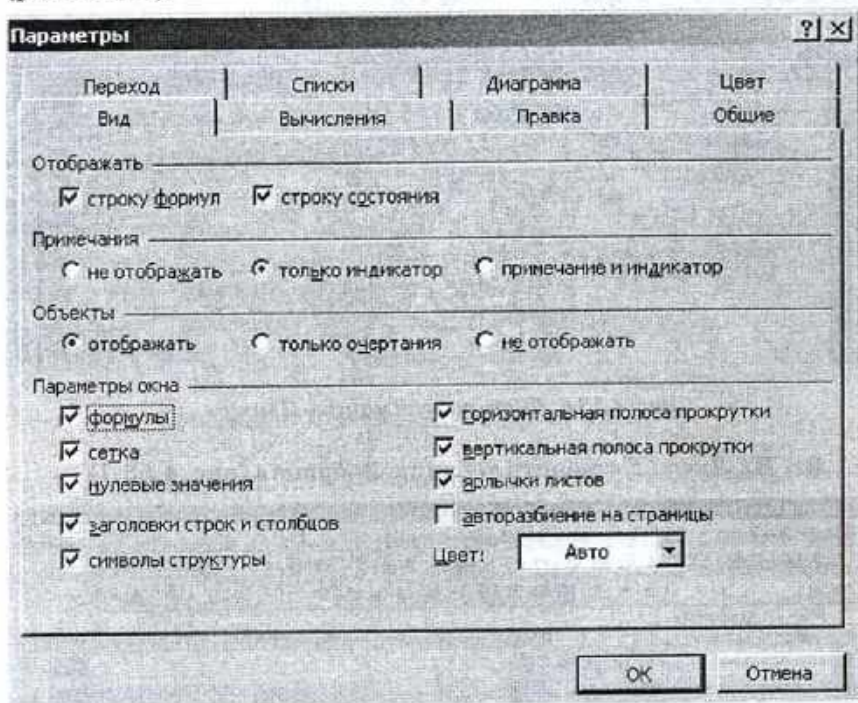 Параметры
Переход Списки Диаграмма Цвет
Вид Вычисления Правка Общие
Отображать
строку формул строку состояния
Примечания
не отображать только индикатор примечание и индикатор
Объекты
отображать только очертания не отображать
Параметры окна
формулы горизонтальная полоса прокрутки
сетка вертикальная полоса прокрутки
нулевые значения ярлычки листов
заголовки строк и столбцов авторазбиение на страницы
символы структуры Цвет: Авто
ОК Отмена